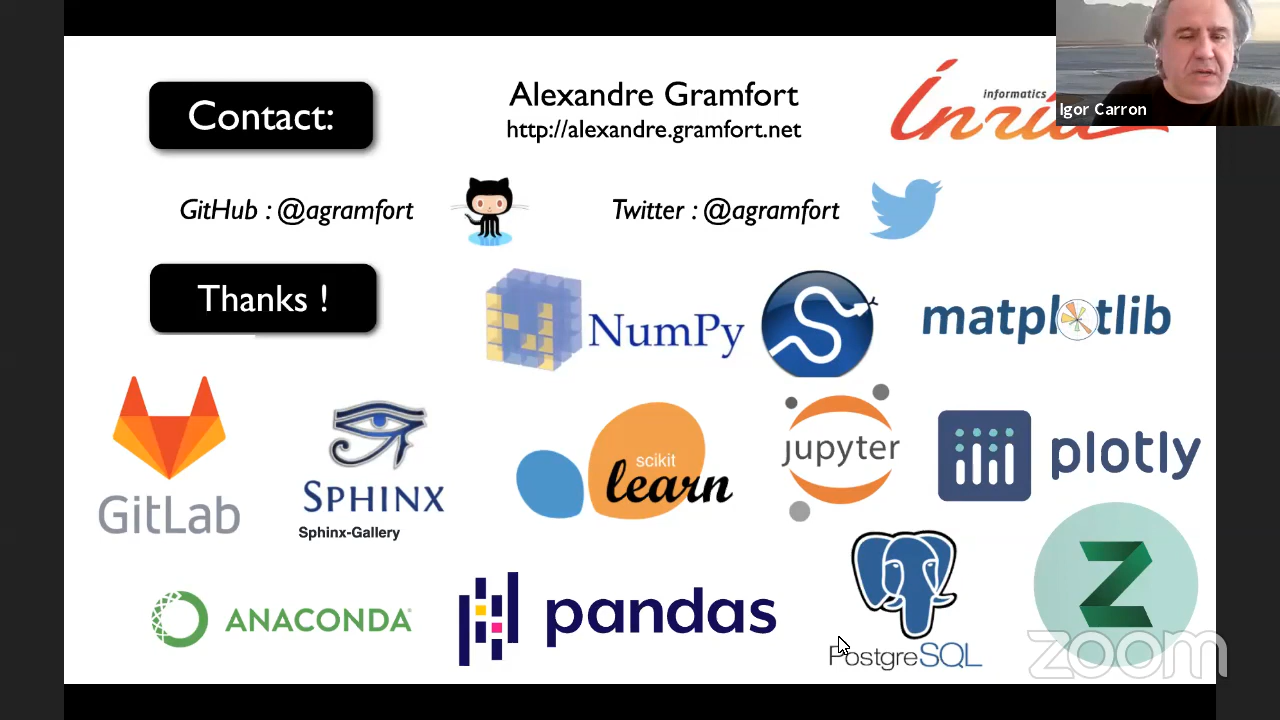 Contact:
Alexandre Gramfort
http://alexandre.gramfort.net
informatics
Inria
Igor Carron
GitHub : @agramfort
Twitter : @agramfort
Thanks !
NumPy
matplotlib
GitLab
SPHINX
Sphinx-Gallery
scikit
learn
jupyter
plotly
ANACONDA®
pandas
PostgreSQL
Z
zoom